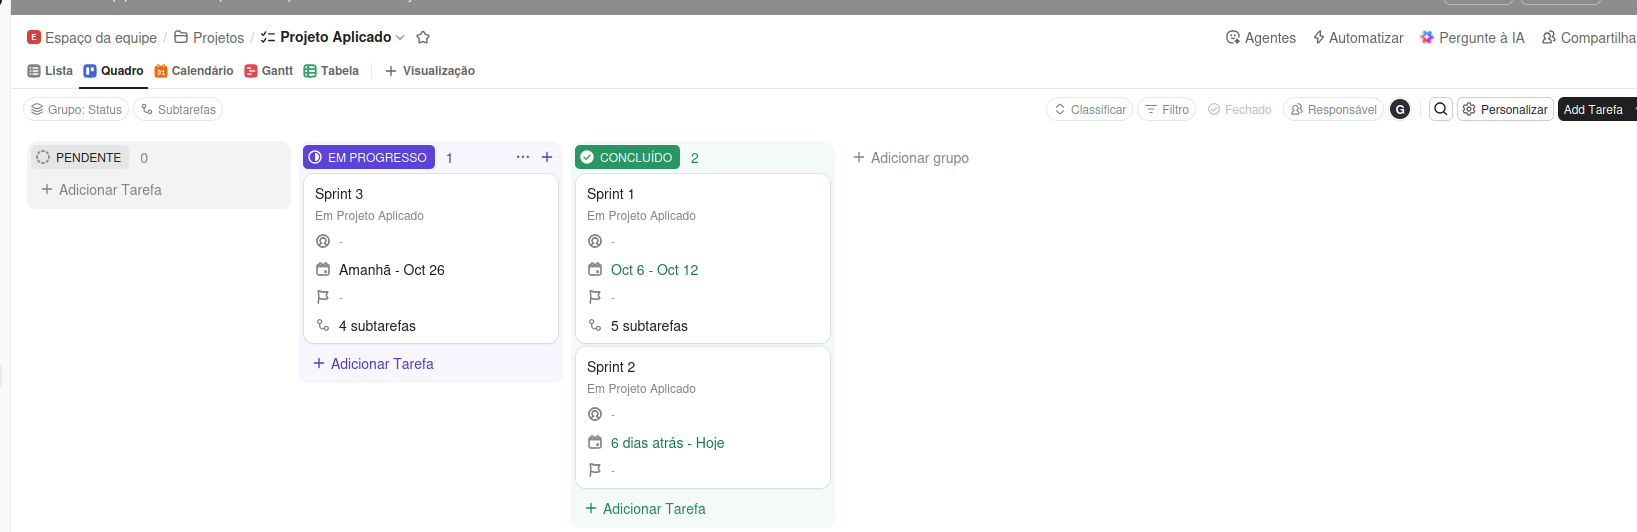 E Espaço da equipe / Projetos / Projeto Aplicado
Agentes Automatizar Pergunte à IA Compartilha
Lista Quadro 31 Calendário Gantt Tabela + Visualização
Grupo: Status Subtarefas
Classificar Filtro Fechado Responsável G Personalizar Add Tarefa
PENDENTE 0
+ Adicionar Tarefa
EM PROGRESSO 1 ... +
Sprint 3
Em Projeto Aplicado
-
Amanhã - Oct 26
-
4 subtarefas
+ Adicionar Tarefa
CONCLUÍDO 2
Sprint 1
Em Projeto Aplicado
-
Oct 6 - Oct 12
-
5 subtarefas
Sprint 2
Em Projeto Aplicado
-
6 dias atrás - Hoje
-
+ Adicionar Tarefa
+ Adicionar grupo